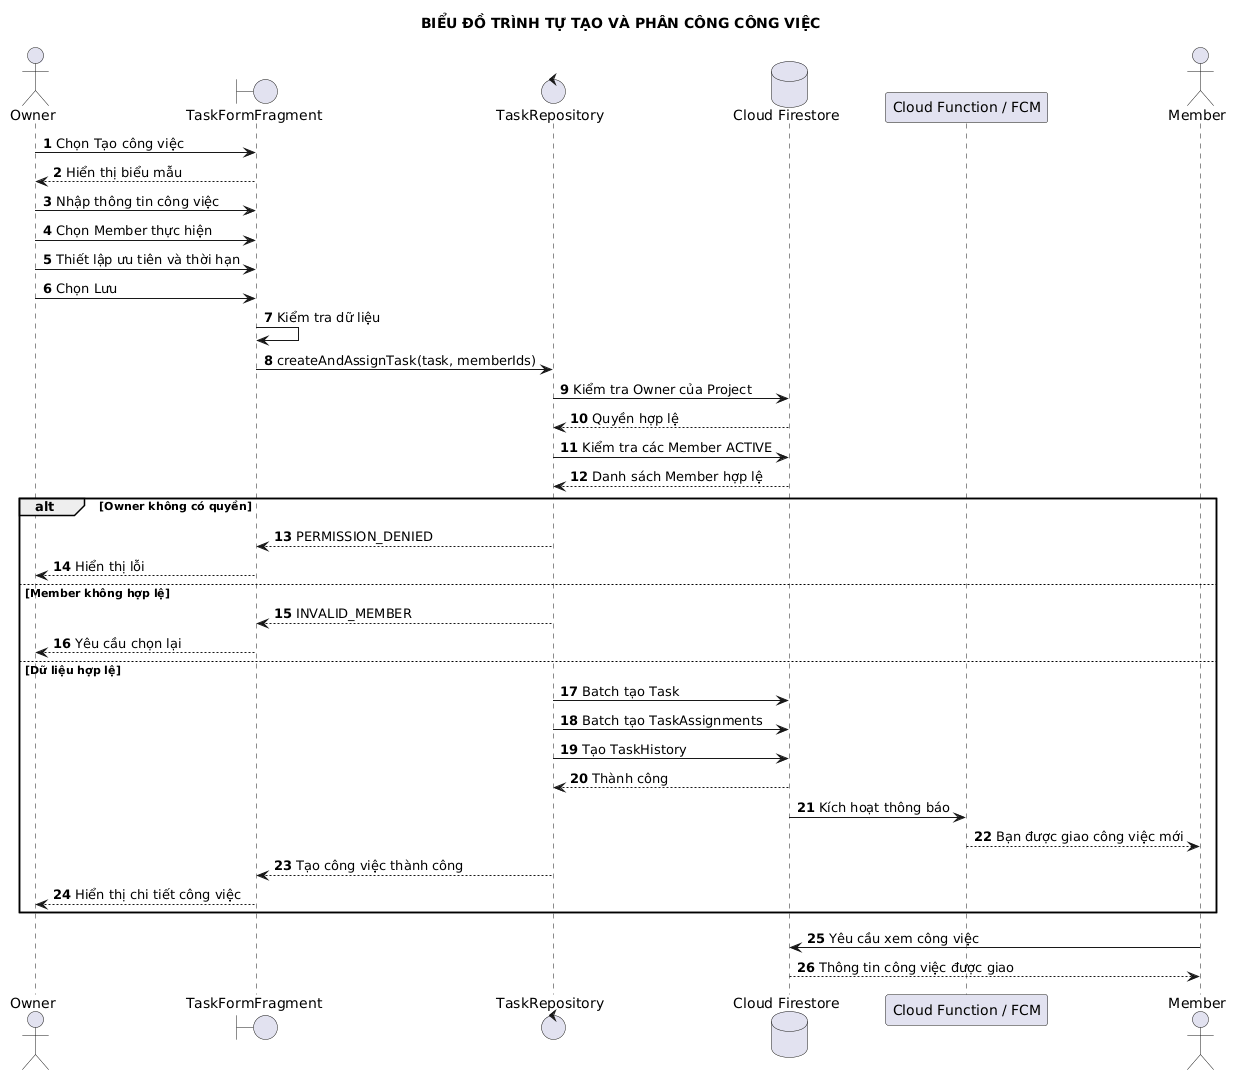 BIỂU ĐỒ TRÌNH TỰ TẠO VÀ PHÂN CÔNG CÔNG VIỆC
Owner
TaskFormFragment
TaskRepository
Cloud Firestore
Cloud Function / FCM
Member
1 Chọn Tạo công việc
2 Hiển thị biểu mẫu
3 Nhập thông tin công việc
4 Chọn Member thực hiện
5 Thiết lập ưu tiên và thời hạn
6 Chọn Lưu
7 Kiểm tra dữ liệu
8 createAndAssignTask(task, memberIds)
9 Kiểm tra Owner của Project
10 Quyền hợp lệ
11 Kiểm tra các Member ACTIVE
12 Danh sách Member hợp lệ
alt [Owner không có quyền]
13 PERMISSION_DENIED
14 Hiển thị lỗi
[Member không hợp lệ]
15 INVALID_MEMBER
16 Yêu cầu chọn lại
[Dữ liệu hợp lệ]
17 Batch tạo Task
18 Batch tạo TaskAssignments
19 Tạo TaskHistory
20 Thành công
21 Kích hoạt thông báo
22 Bạn được giao công việc mới
23 Tạo công việc thành công
24 Hiển thị chi tiết công việc
25 Yêu cầu xem công việc
26 Thông tin công việc được giao
Owner
TaskFormFragment
TaskRepository
Cloud Firestore
Cloud Function / FCM
Member